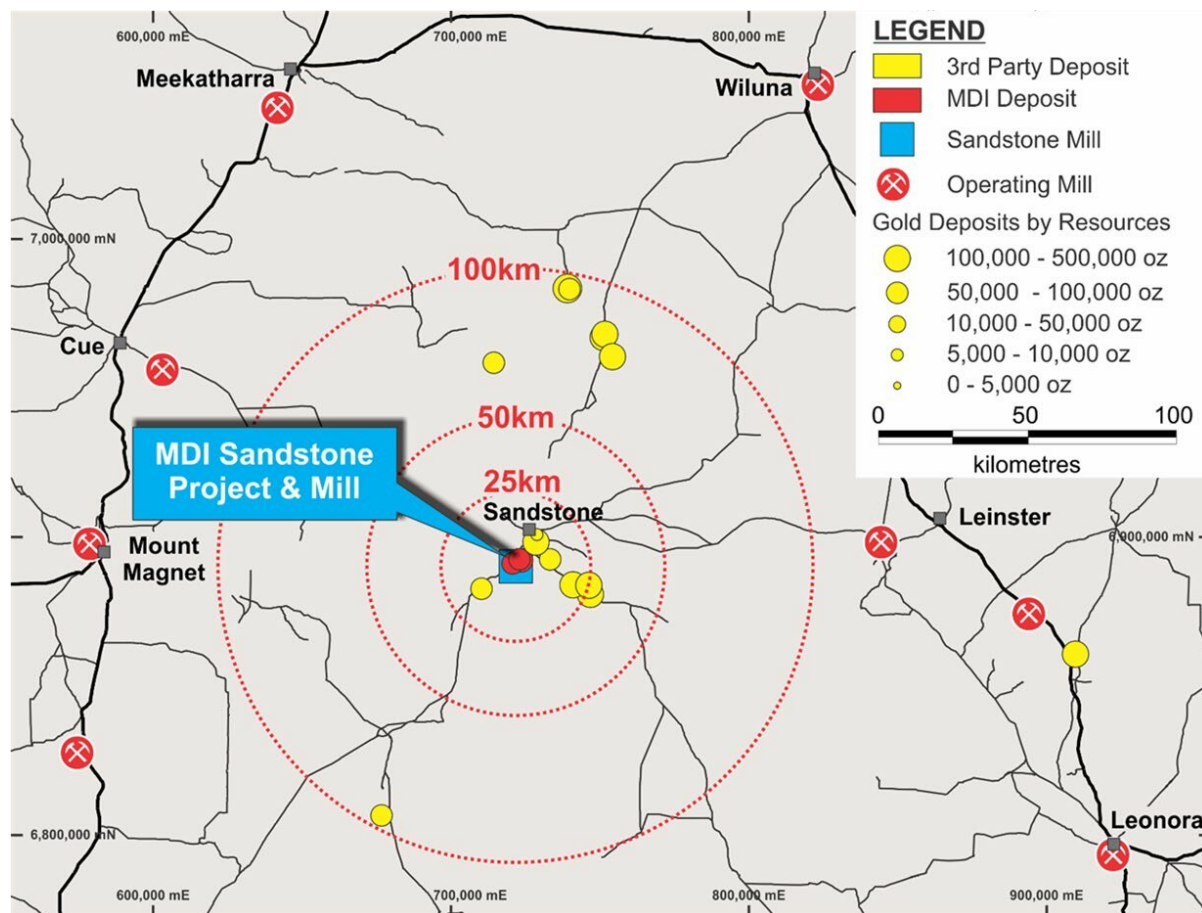 600,000 mE
700,000 mE
800,000 mE
LEGEND
3rd Party Deposit
MDI Deposit
Sandstone Mill
Operating Mill
Gold Deposits by Resources
100,000 - 500,000 oz
50,000 - 100,000 oz
10,000 - 50,000 oz
5,000 - 10,000 oz
0 - 5,000 oz
0 50 100
kilometres
Meekatharra
Wiluna
7,000,000 mN
100km
Cue
50km
MDI Sandstone
Project & Mill
25km
Sandstone
Leinster
6,900,000 mN
Mount
Magnet
6,800,000 mN
Leonora
600,000 mE
700,000 mE
800,000 mE
900,000 mE